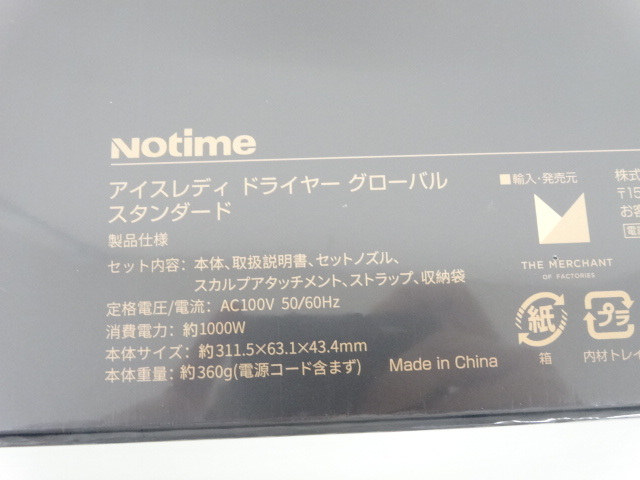 Notime
アイスレディ ドライヤー グローバル
スタンダード
製品仕様
セット内容： 本体、取扱説明書、セットノズル、
スカルプアタッチメント、ストラップ、収納袋
定格電圧/電流： AC100V 50/60Hz
消費電力： 約1000W
本体サイズ： 約311.5×63.1×43.4mm
本体重量： 約360g(電源コード含まず)
Made in China
■輸入・発売元
THE MERCHANT
OF FACTORIES
株式
〒15
お客
電
紙
箱
プラ
内材トレイ